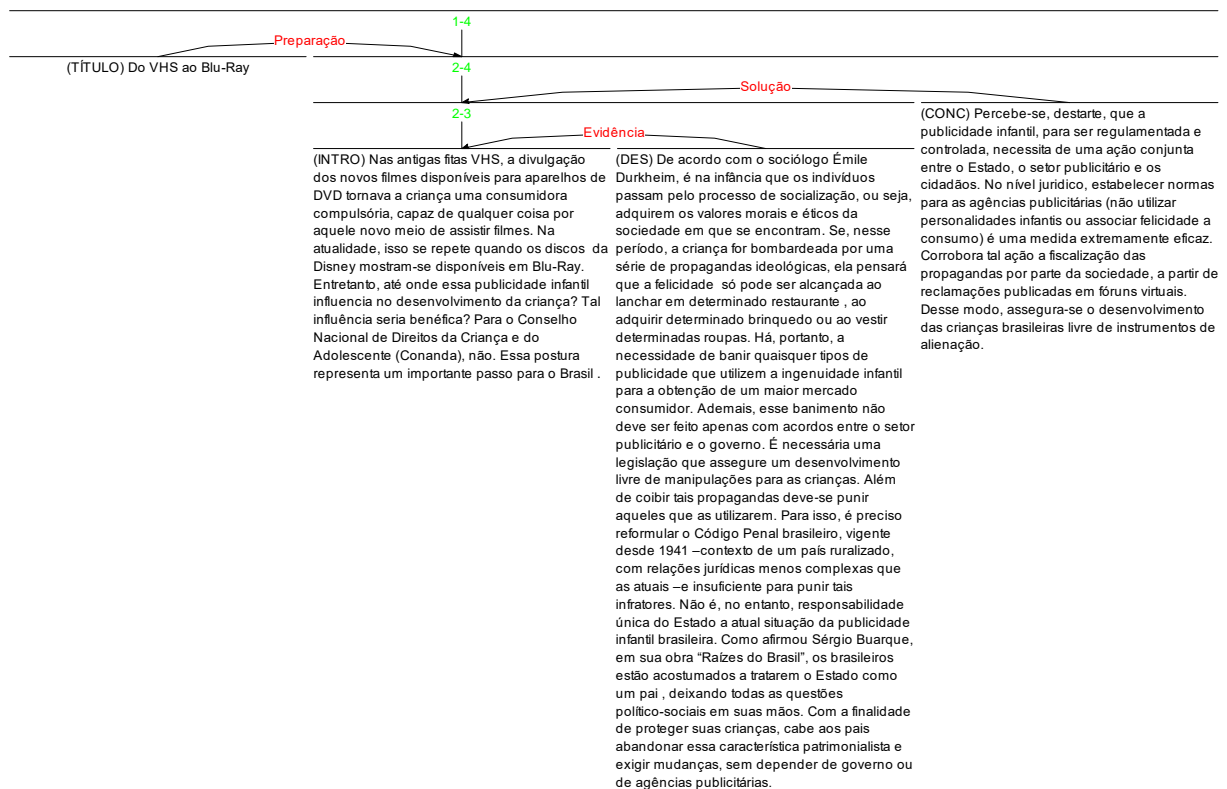 1-4
Preparação
(TÍTULO) Do VHS ao Blu-Ray
2-4
Solução
2-3
Evidência
(INTRO) Nas antigas fitas VHS, a divulgação
dos novos filmes disponíveis para aparelhos de
DVD tornava a criança uma consumidora
compulsória, capaz de qualquer coisa por
aquele novo meio de assistir filmes. Na
atualidade, isso se repete quando os discos  da
Disney mostram-se disponíveis em Blu-Ray.
Entretanto, até onde essa publicidade infantil
influencia no desenvolvimento da criança? Tal
influência seria benéfica? Para o Conselho
Nacional de Direitos da Criança e do
Adolescente (Conanda), não. Essa postura
representa um importante passo para o Brasil .
(DES) De acordo com o sociólogo Émile
Durkheim, é na infância que os indivíduos
passam pelo processo de socialização, ou seja,
adquirem os valores morais e éticos da
sociedade em que se encontram. Se, nesse
período, a criança for bombardeada por uma
série de propagandas ideológicas, ela pensará
que a felicidade  só pode ser alcançada ao
lanchar em determinado restaurante , ao
adquirir determinado brinquedo ou ao vestir
determinadas roupas. Há, portanto, a
necessidade de banir quaisquer tipos de
publicidade que utilizem a ingenuidade infantil
para a obtenção de um maior mercado
consumidor. Ademais, esse banimento não
deve ser feito apenas com acordos entre o setor
publicitário e o governo. É necessária uma
legislação que assegure um desenvolvimento
livre de manipulações para as crianças. Além
de coibir tais propagandas deve-se punir
aqueles que as utilizarem. Para isso, é preciso
reformular o Código Penal brasileiro, vigente
desde 1941 –contexto de um país ruralizado,
com relações jurídicas menos complexas que
as atuais –e insuficiente para punir tais
infratores. Não é, no entanto, responsabilidade
única do Estado a atual situação da publicidade
infantil brasileira. Como afirmou Sérgio Buarque,
em sua obra “Raízes do Brasil”, os brasileiros
estão acostumados a tratarem o Estado como
um pai , deixando todas as questões
político-sociais em suas mãos. Com a finalidade
de proteger suas crianças, cabe aos pais
abandonar essa característica patrimonialista e
exigir mudanças, sem depender de governo ou
de agências publicitárias.
(CONC) Percebe-se, destarte, que a
publicidade infantil, para ser regulamentada e
controlada, necessita de uma ação conjunta
entre o Estado, o setor publicitário e os
cidadãos. No nível juridico, estabelecer normas
para as agências publicitárias (não utilizar
personalidades infantis ou associar felicidade a
consumo) é uma medida extremamente eficaz.
Corrobora tal ação a fiscalização das
propagandas por parte da sociedade, a partir de
reclamações publicadas em fóruns virtuais.
Desse modo, assegura-se o desenvolvimento
das crianças brasileiras livre de instrumentos de
alienação.